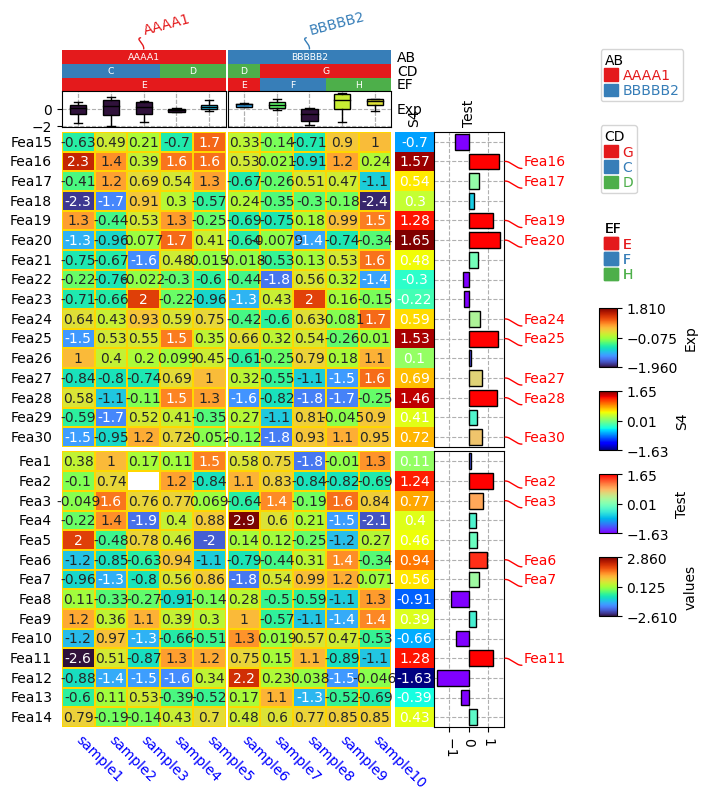 AAAA1 BBBBB2
AAAA1 BBBBB2 AB
C D D G CD
E E F H EF
0 -2 Exp S4 Test
Fea15 -0.63 0.49 0.21 -0.7 1.7 0.33 -0.14 -0.71 0.9 1 -0.7
Fea16 2.3 1.4 0.39 1.6 1.6 0.53 0.021 -0.91 1.2 0.24 1.57 Fea16
Fea17 -0.41 1.2 0.69 0.54 1.3 -0.67 -0.26 0.51 0.47 -1.1 0.54 Fea17
Fea18 -2.3 -1.7 0.91 0.3 -0.57 0.24 -0.35 -0.3 -0.18 -2.4 0.3
Fea19 1.3 -0.44 0.53 1.3 -0.25 -0.69 -0.75 0.18 0.99 1.5 1.28 Fea19
Fea20 -1.3 -0.96 0.077 1.7 0.41 -0.64 -0.0079 -1.4 -0.74 -0.34 1.65 Fea20
Fea21 -0.75 -0.67 -1.6 0.48 0.015 0.018 -0.53 0.13 0.53 1.6 0.48
Fea22 -0.22 -0.76 0.022 -0.3 -0.6 -0.44 -1.8 0.56 0.32 -1.4 -0.3
Fea23 -0.71 -0.66 2 -0.22 -0.96 -1.3 0.43 2 0.16 -0.15 -0.22
Fea24 0.64 0.43 0.93 0.59 0.75 -0.42 -0.6 0.63 -0.081 1.7 0.59 Fea24
Fea25 -1.5 0.53 0.55 1.5 0.35 0.66 0.32 0.54 -0.26 0.01 1.53 Fea25
Fea26 1 0.4 0.2 0.099 0.45 -0.61 -0.25 0.79 0.18 1.1 0.1
Fea27 -0.84 -0.8 -0.74 0.69 1 0.32 -0.55 -1.1 -1.5 1.6 0.69 Fea27
Fea28 0.58 -1.1 -0.11 1.5 1.3 -1.6 -0.82 -1.8 -1.7 -0.25 1.46 Fea28
Fea29 -0.59 -1.7 0.52 0.41 -0.35 0.27 -1.1 0.81 -0.045 0.9 0.41
Fea30 -1.5 -0.95 1.2 0.72 -0.052 -0.12 -1.8 0.93 1.1 0.95 0.72 Fea30
Fea1 0.38 1 0.17 0.11 1.5 0.58 0.75 -1.8 -0.01 1.3 0.11
Fea2 -0.1 0.74 1.2 -0.84 1.1 0.83 -0.84 -0.82 -0.69 1.24 Fea2
Fea3 -0.049 1.6 0.76 0.77 0.069 -0.64 1.4 -0.19 1.6 0.84 0.77 Fea3
Fea4 -0.22 1.4 -1.9 0.4 0.88 2.9 0.6 0.21 -1.5 -2.1 0.4
Fea5 2 -0.48 0.78 0.46 -2 0.14 0.12 -0.25 -1.2 0.27 0.46
Fea6 -1.2 -0.85 -0.63 0.94 -1.1 -0.79 -0.44 0.31 1.4 -0.34 0.94 Fea6
Fea7 -0.96 -1.3 -0.8 0.56 0.86 -1.8 0.54 0.99 1.2 0.071 0.56 Fea7
Fea8 0.11 -0.33 -0.27 -0.91 -0.14 0.28 -0.5 -0.59 -1.1 1.3 -0.91
Fea9 1.2 0.36 1.1 0.39 0.3 1 -0.57 -1.1 -1.4 1.4 0.39
Fea10 -1.2 0.97 -1.3 -0.66 -0.51 1.3 0.019 0.57 0.47 -0.53 -0.66
Fea11 -2.6 0.51 -0.87 1.3 1.2 0.75 0.15 1.1 -0.89 -1.1 1.28 Fea11
Fea12 -0.88 -1.4 -1.5 -1.6 0.34 2.2 0.23 0.038 -1.5 -0.046 -1.63
Fea13 -0.6 0.11 0.53 -0.39 -0.52 0.17 1.1 -1.3 -0.52 -0.69 -0.39
Fea14 0.79 -0.19 -0.14 0.43 0.7 0.48 0.6 0.77 0.85 0.85 0.43
sample1 sample2 sample3 sample4 sample5 sample6 sample7 sample8 sample9 sample10
-1 0 1
AB
AAAA1
BBBBB2
CD
G
C
D
EF
E
F
H
1.810
-0.075
-1.960
Exp
1.65
0.01
-1.63
S4
1.65
0.01
-1.63
Test
2.860
0.125
-2.610
values